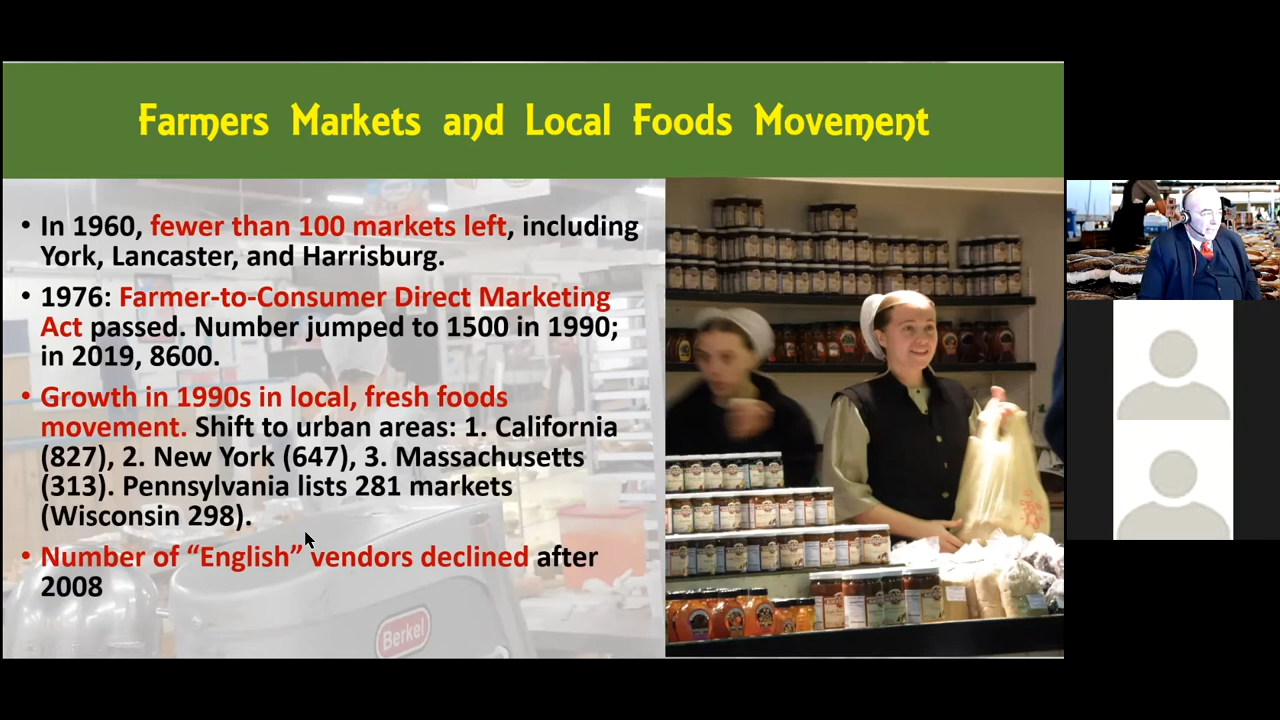 Farmers Markets and Local Foods Movement
• In 1960, fewer than 100 markets left, including
York, Lancaster, and Harrisburg.
• 1976: Farmer-to-Consumer Direct Marketing
Act passed. Number jumped to 1500 in 1990;
in 2019, 8600.
• Growth in 1990s in local, fresh foods
movement. Shift to urban areas: 1. California
(827), 2. New York (647), 3. Massachusetts
(313). Pennsylvania lists 281 markets
(Wisconsin 298).
• Number of “English” vendors declined after
2008
Berkel